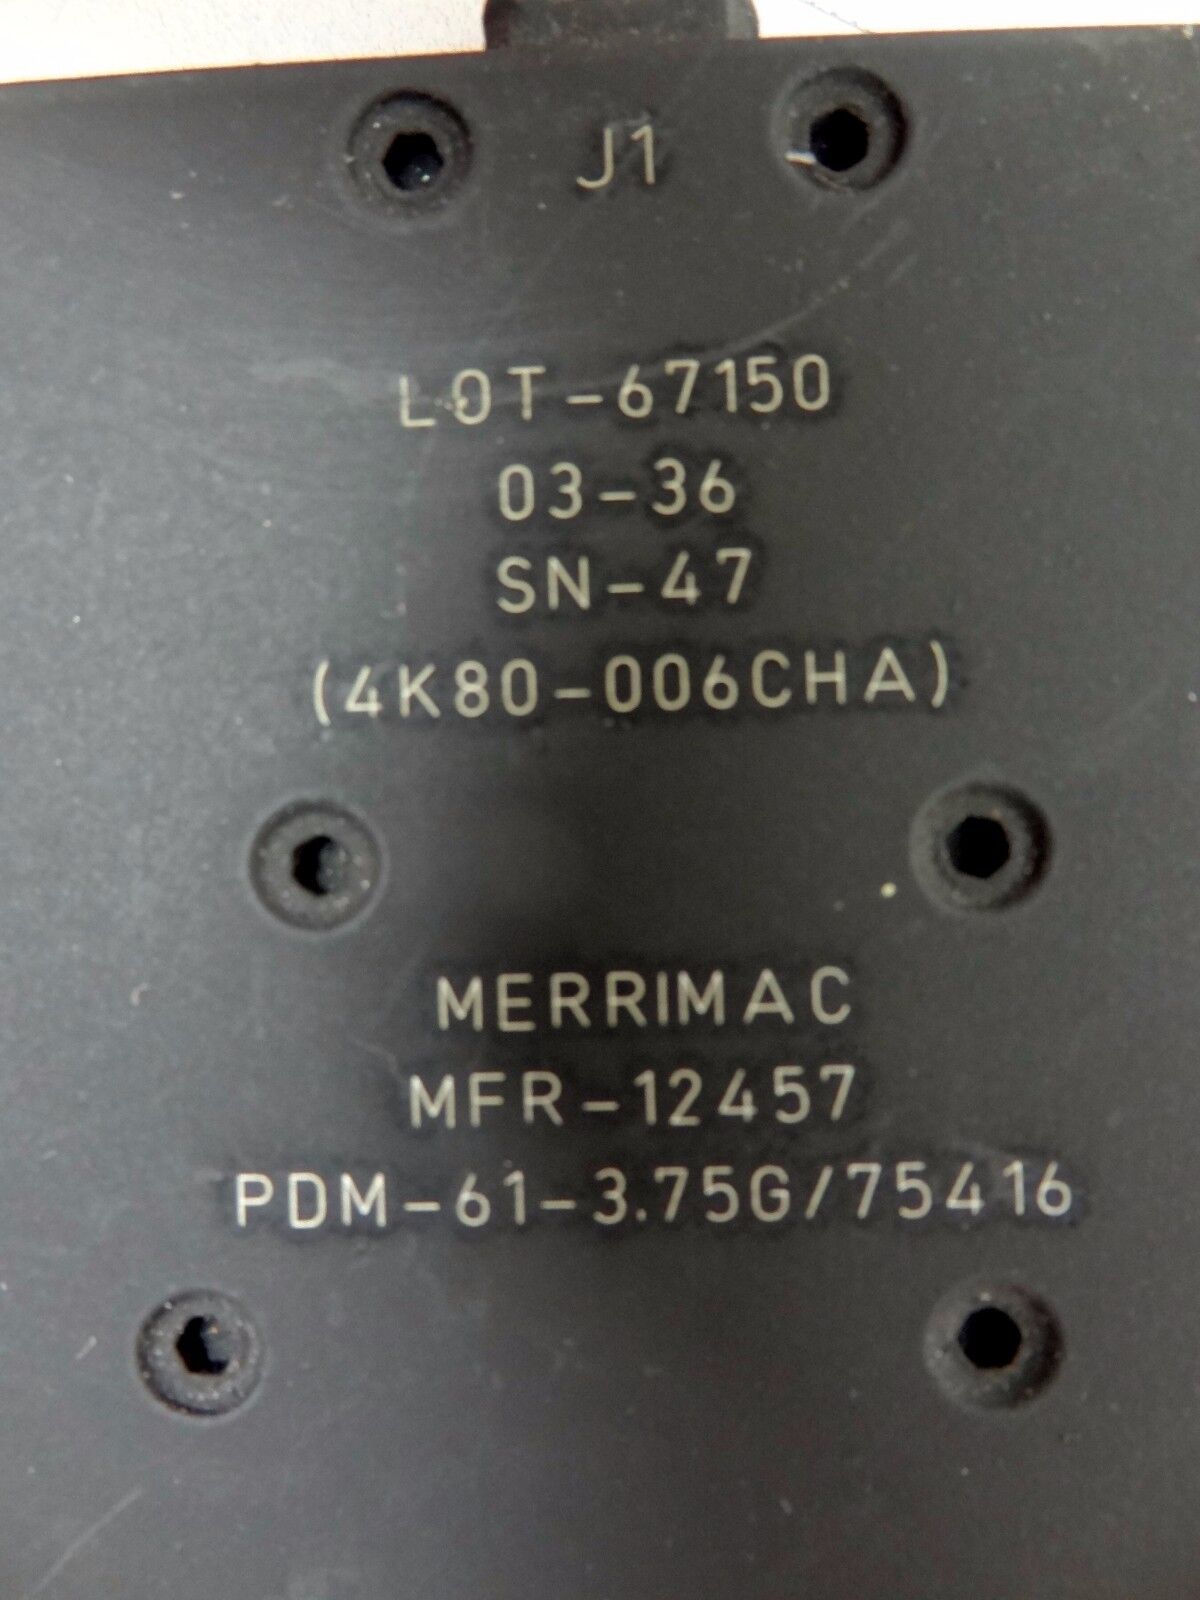 J1
LOT-67150
03-36
SN-47
(4K80-006CHA)
MERRIMAC
MFR-12457
PDM-61-3.75G/75416